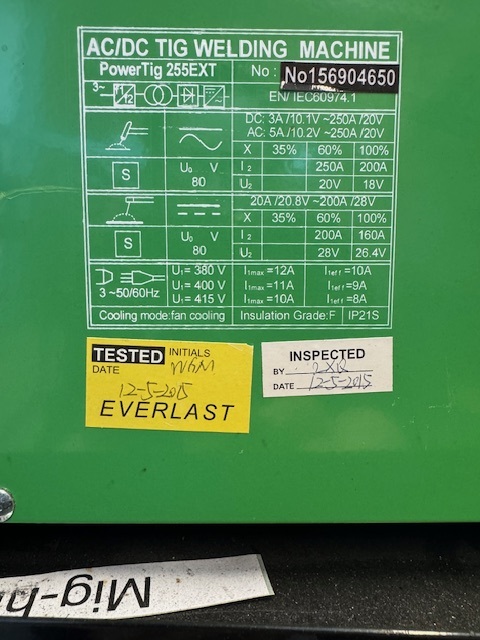 AC/DC TIG WELDING MACHINE
PowerTig 255EXT No: No156904650
3~ f1 f2 EN/ IEC60974.1
DC: 3A /10.1V ~250A /20V
AC: 5A /10.2V ~250A /20V
X 35% 60% 100%
S U₀ V 80 I₂ 250A 200A
U₂ 20V 18V
20A /20.8V ~200A /28V
X 35% 60% 100%
S U₀ V 80 I₂ 200A 160A
U₂ 28V 26.4V
U₁= 380 V I₁max =12A I₁eff =10A
U₁= 400 V I₁max =11A I₁eff =9A
3 ~50/60Hz U₁= 415 V I₁max =10A I₁eff =8A
Cooling mode:fan cooling Insulation Grade:F IP21S
TESTED INITIALS
DATE
12-5-2015
EVERLAST
INSPECTED
BY
DATE 12-5-2015
Mig-h